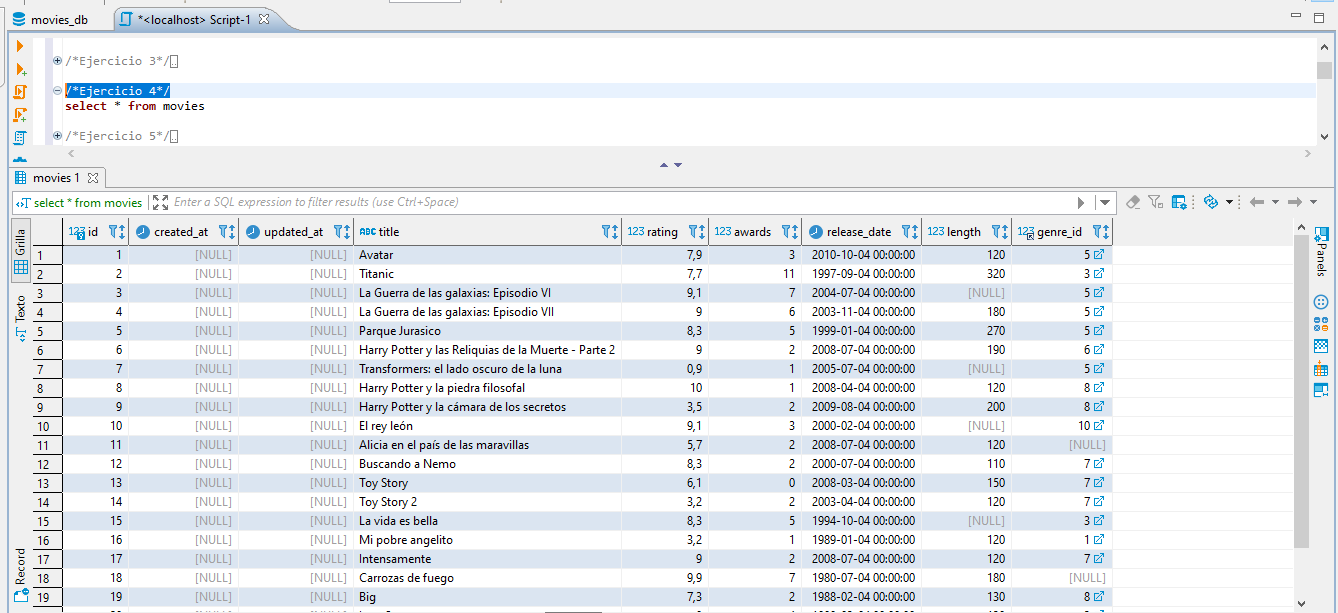 movies_db *<localhost> Script-1
/*Ejercicio 3*/
/*Ejercicio 4*/
select * from movies
/*Ejercicio 5*/
movies 1
select * from movies Enter a SQL expression to filter results (use Ctrl+Space)
Grilla
Texto
Record
Panels
123 id created_at updated_at ABC title 123 rating 123 awards release_date 123 length 123 genre_id
1 1 [NULL] [NULL] Avatar 7,9 3 2010-10-04 00:00:00 120 5
2 2 [NULL] [NULL] Titanic 7,7 11 1997-09-04 00:00:00 320 3
3 3 [NULL] [NULL] La Guerra de las galaxias: Episodio VI 9,1 7 2004-07-04 00:00:00 [NULL] 5
4 4 [NULL] [NULL] La Guerra de las galaxias: Episodio VII 9 6 2003-11-04 00:00:00 180 5
5 5 [NULL] [NULL] Parque Jurasico 8,3 5 1999-01-04 00:00:00 270 5
6 6 [NULL] [NULL] Harry Potter y las Reliquias de la Muerte - Parte 2 9 2 2008-07-04 00:00:00 190 6
7 7 [NULL] [NULL] Transformers: el lado oscuro de la luna 0,9 1 2005-07-04 00:00:00 [NULL] 5
8 8 [NULL] [NULL] Harry Potter y la piedra filosofal 10 1 2008-04-04 00:00:00 120 8
9 9 [NULL] [NULL] Harry Potter y la cámara de los secretos 3,5 2 2009-08-04 00:00:00 200 8
10 10 [NULL] [NULL] El rey león 9,1 3 2000-02-04 00:00:00 [NULL] 10
11 11 [NULL] [NULL] Alicia en el país de las maravillas 5,7 2 2008-07-04 00:00:00 120 [NULL]
12 12 [NULL] [NULL] Buscando a Nemo 8,3 2 2000-07-04 00:00:00 110 7
13 13 [NULL] [NULL] Toy Story 6,1 0 2008-03-04 00:00:00 150 7
14 14 [NULL] [NULL] Toy Story 2 3,2 2 2003-04-04 00:00:00 120 7
15 15 [NULL] [NULL] La vida es bella 8,3 5 1994-10-04 00:00:00 [NULL] 3
16 16 [NULL] [NULL] Mi pobre angelito 3,2 1 1989-01-04 00:00:00 120 1
17 17 [NULL] [NULL] Intensamente 9 2 2008-07-04 00:00:00 120 7
18 18 [NULL] [NULL] Carrozas de fuego 9,9 7 1980-07-04 00:00:00 180 [NULL]
19 19 [NULL] [NULL] Big 7,3 2 1988-02-04 00:00:00 130 8